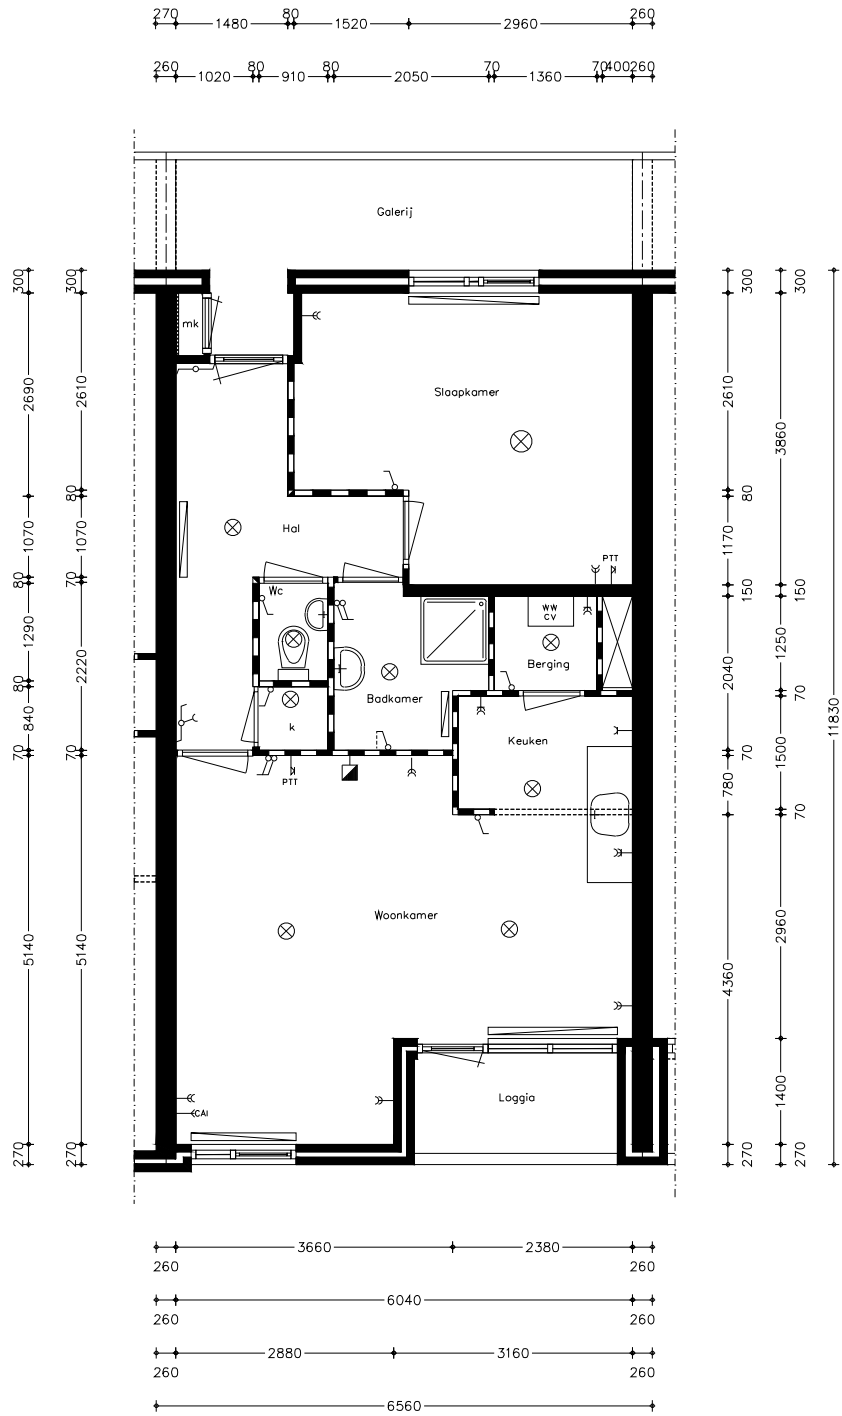 270 1480 80 1520 2960 260
260 1020 80 910 80 2050 70 1360 70 400 260
Galerij
300 300 300 300 300
mk
2690 2610 Slaapkamer 2610 3860
80 80 80
1070 1070 Hal 1170
PTT
80 70 150 150
Wc
WW
CV
1290 2220 Berging 2040 1250
80 Badkamer 70
840 k Keuken 1500
70 70 PTT 70 780
70
11830
Woonkamer
5140 5140 4360 2960
CAI
Loggia 1400
270 270 270 270
3660 2380
260 260
6040
260 260
2880 3160
260 260
6560